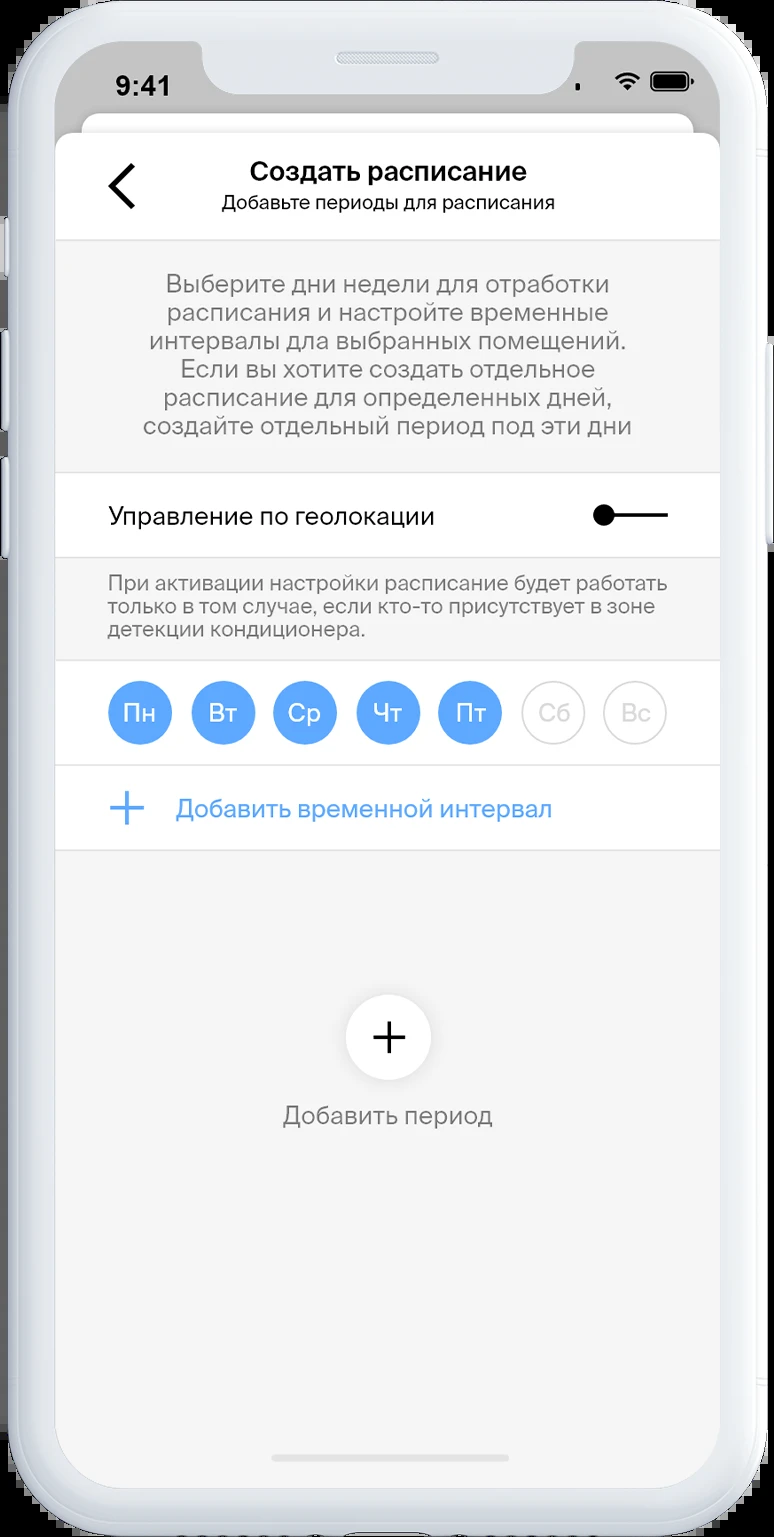 9:41
Создать расписание
Добавьте периоды для расписания
Выберите дни недели для отработки
расписания и настройте временные
интервалы дла выбранных помещений.
Если вы хотите создать отдельное
расписание для определенных дней,
создайте отдельный период под эти дни
Управление по геолокации
При активации настройки расписание будет работать
только в том случае, если кто-то присутствует в зоне
детекции кондиционера.
Пн Вт Ср Чт Пт Сб Вс
Добавить временной интервал
Добавить период